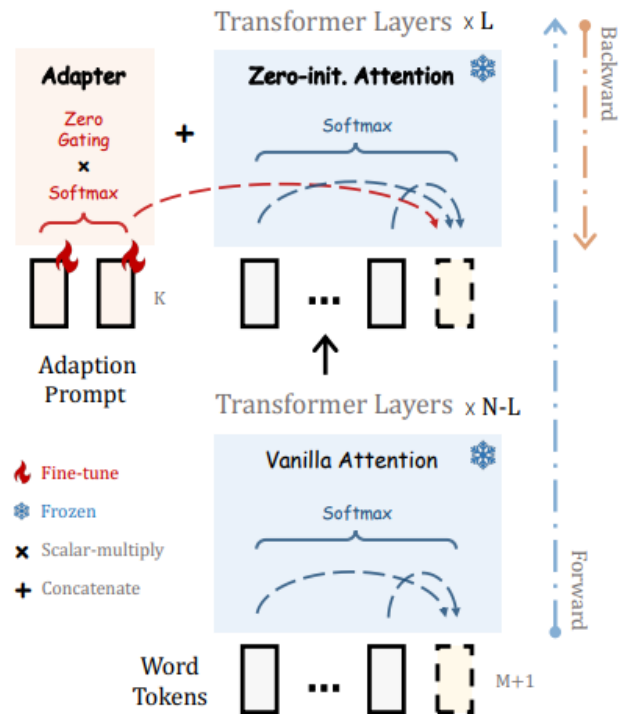 Transformer Layers × L
Adapter
Zero-init. Attention
Zero
Gating
×
Softmax
+
Softmax
...
K
Adaption
Prompt
Transformer Layers × N-L
Vanilla Attention
Softmax
Fine-tune
Frozen
× Scalar-multiply
+ Concatenate
Word
Tokens
...
M+1
Backward
Forward